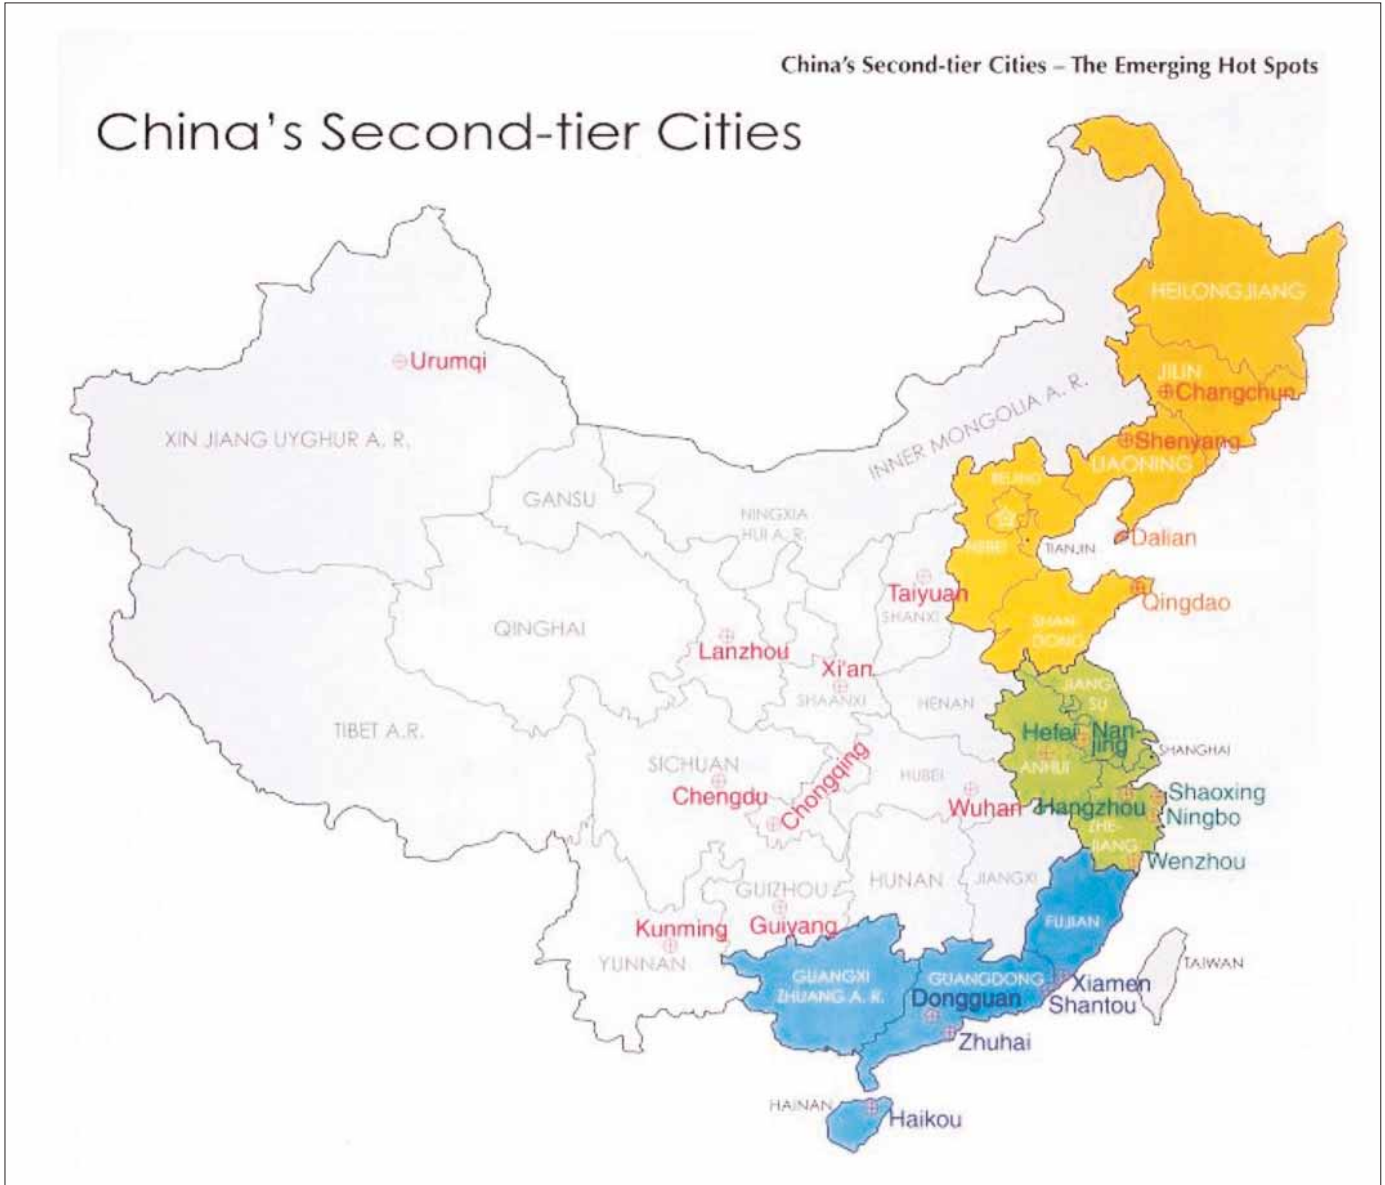 China's Second-tier Cities – The Emerging Hot Spots
China's Second-tier Cities
HEILONGJIANG
Urumqi
JILIN
Changchun
INNER MONGOLIA A. R.
XIN JIANG UYGHUR A. R.
Shenyang
LIAONING
BEIJING
GANSU
NINGXIA
HUI A. R.
Dalian
HEBEI
TIANJIN
Taiyuan
SHANXI
Qingdao
SHAN-
DONG
QINGHAI
Lanzhou
Xi'an
SHAANXI
HENAN
JIANG
SU
TIBET A.R.
Hefei
Nan-
jing
SHANGHAI
SICHUAN
ANHUI
HUBEI
Chengdu
Chongqing
Wuhan
Hangzhou
Shaoxing
Ningbo
ZHE-
JIANG
Wenzhou
GUIZHOU
HUNAN
JIANGXI
Kunming
Guiyang
FUJIAN
YUNNAN
GUANGXI
ZHUANG A. R.
GUANGDONG
TAIWAN
Xiamen
Dongguan
Shantou
Zhuhai
HAINAN
Haikou